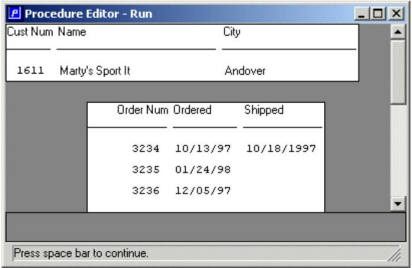 Procedure Editor - Run
Cust Num Name City
1611 Marty's Sport It Andover
Order Num Ordered Shipped
3234 10/13/97 10/18/1997
3235 01/24/98
3236 12/05/97
Press space bar to continue.